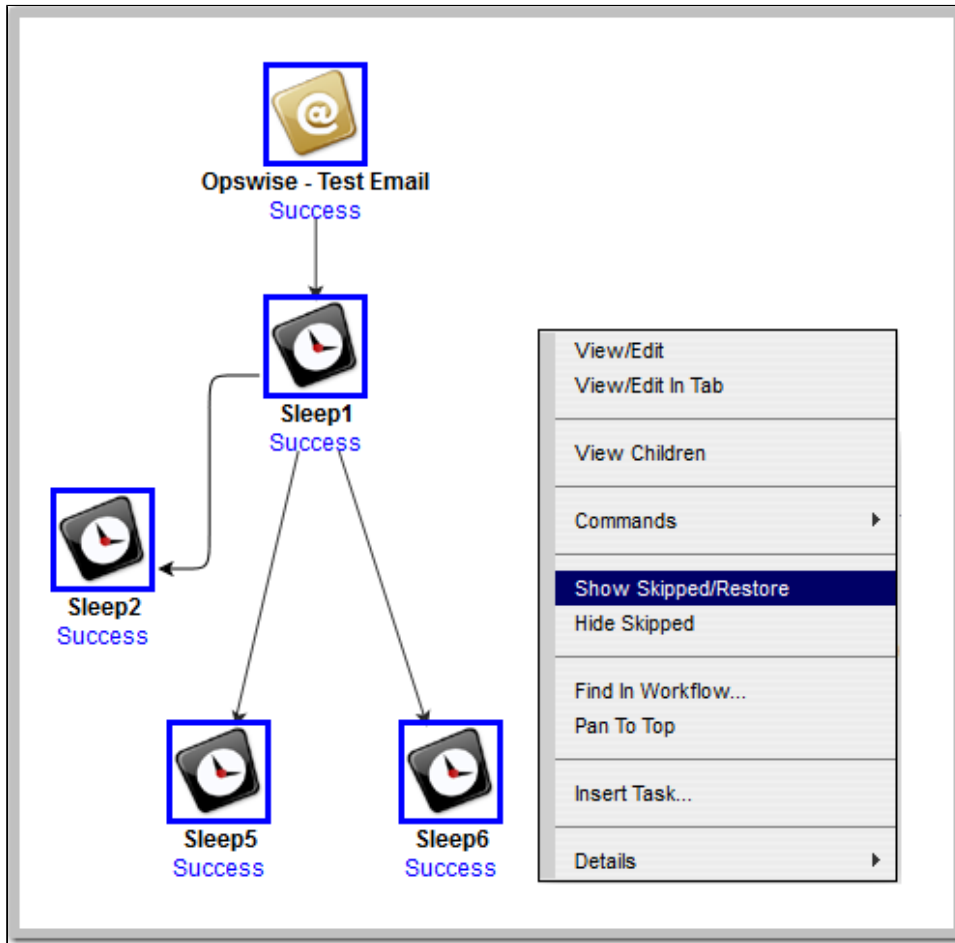 @
Opswise - Test Email
Success
Sleep1
Success
Sleep2
Success
Sleep5
Success
Sleep6
Success
View/Edit
View/Edit In Tab
View Children
Commands
Show Skipped/Restore
Hide Skipped
Find In Workflow...
Pan To Top
Insert Task...
Details